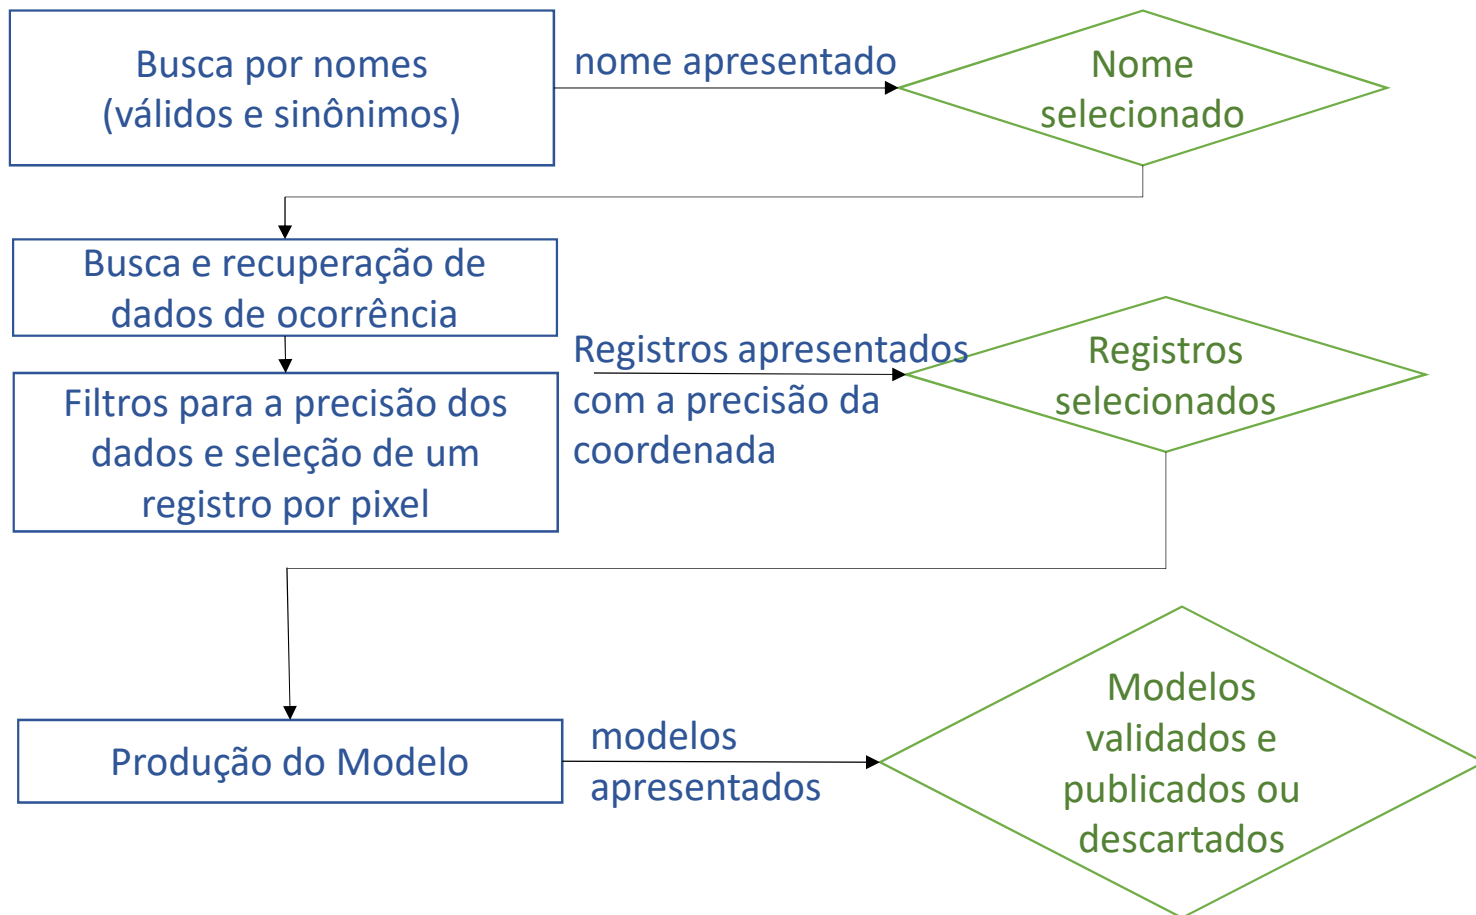 Busca por nomes
(válidos e sinônimos)
nome apresentado
Nome
selecionado
Busca e recuperação de
dados de ocorrência
Filtros para a precisão dos
dados e seleção de um
registro por pixel
Registros apresentados
com a precisão da
coordenada
Registros
selecionados
Produção do Modelo
modelos
apresentados
Modelos
validados e
publicados ou
descartados